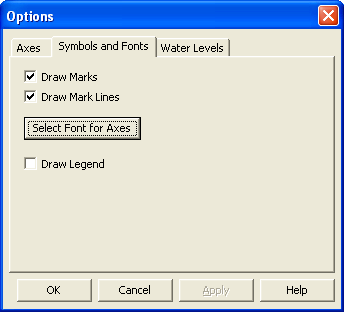 Options
Axes Symbols and Fonts Water Levels
Draw Marks
Draw Mark Lines
Select Font for Axes
Draw Legend
OK Cancel Apply Help